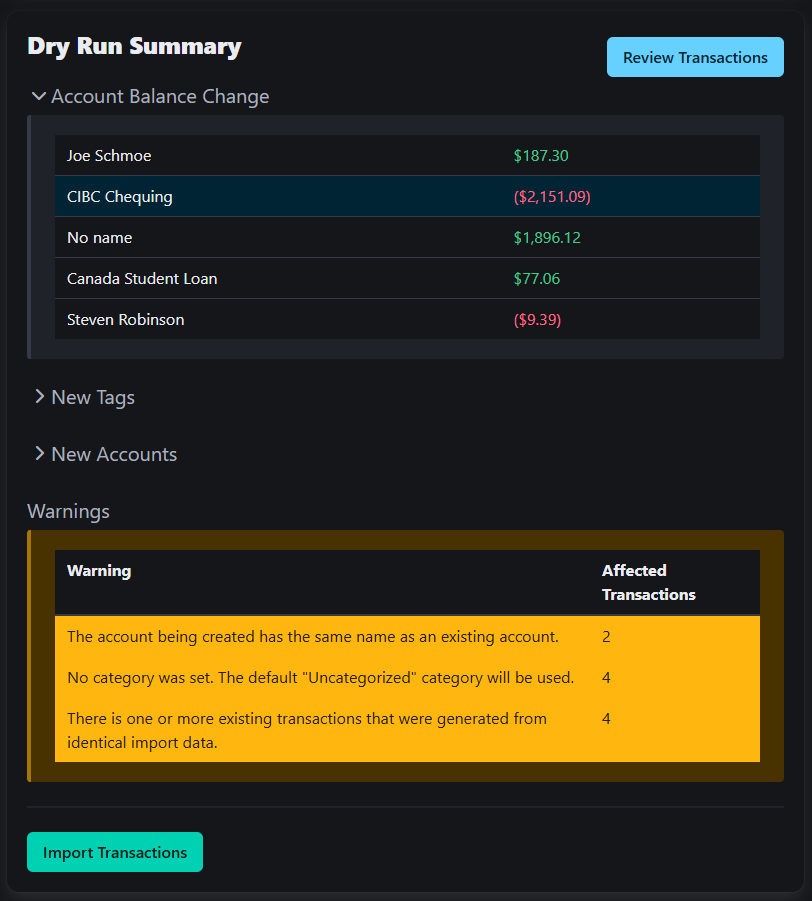 Dry Run Summary
Review Transactions
Account Balance Change
Joe Schmoe $187.30
CIBC Chequing ($2,151.09)
No name $1,896.12
Canada Student Loan $77.06
Steven Robinson ($9.39)
New Tags
New Accounts
Warnings
Warning Affected
Transactions
The account being created has the same name as an existing account. 2
No category was set. The default "Uncategorized" category will be used. 4
There is one or more existing transactions that were generated from 4
identical import data.
Import Transactions